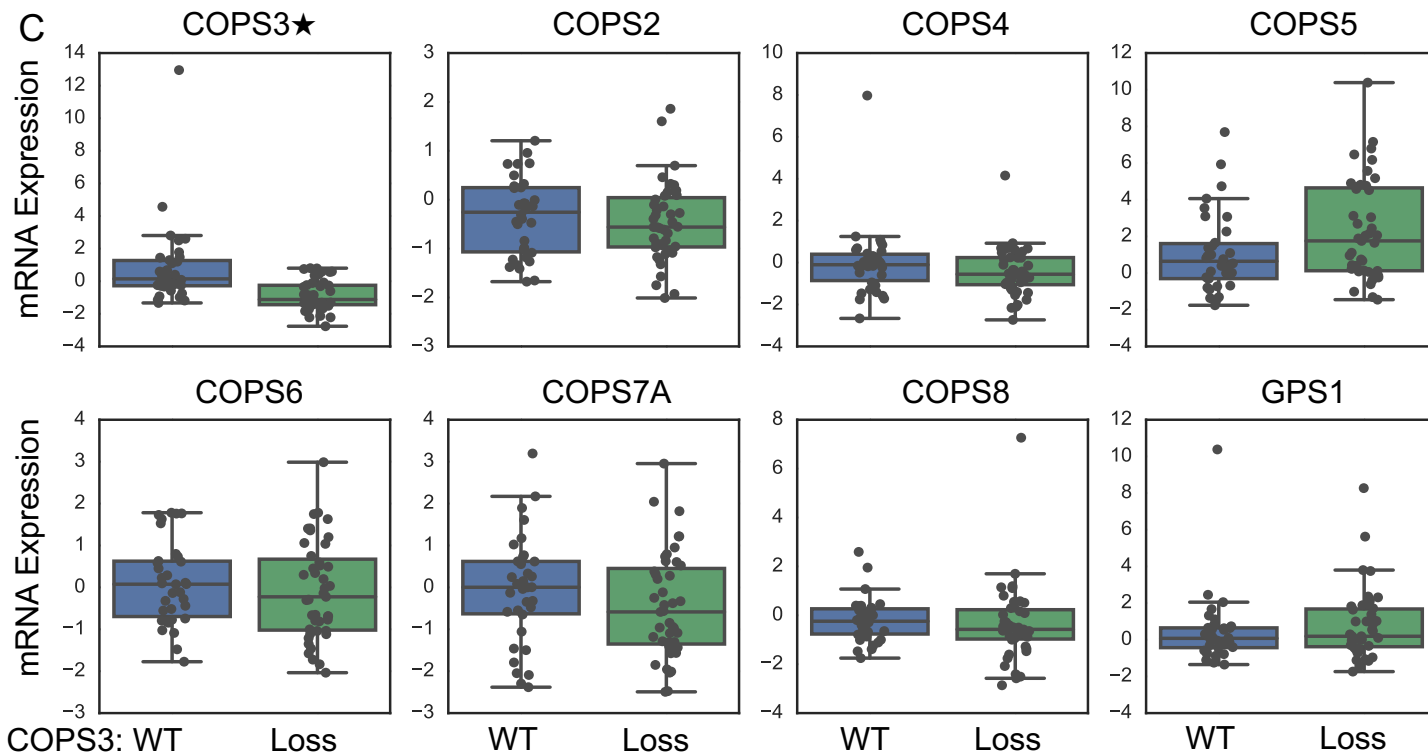 C
COPS3★ COPS2 COPS4 COPS5
mRNA Expression
14 12 10 8 6 4 2 0 −2 −4
3 2 1 0 −1 −2 −3
10 8 6 4 2 0 −2 −4
12 10 8 6 4 2 0 −2 −4
COPS6 COPS7A COPS8 GPS1
mRNA Expression
4 3 2 1 0 −1 −2 −3
4 3 2 1 0 −1 −2 −3
8 6 4 2 0 −2 −4
12 10 8 6 4 2 0 −2 −4
COPS3: WT Loss WT Loss WT Loss WT Loss